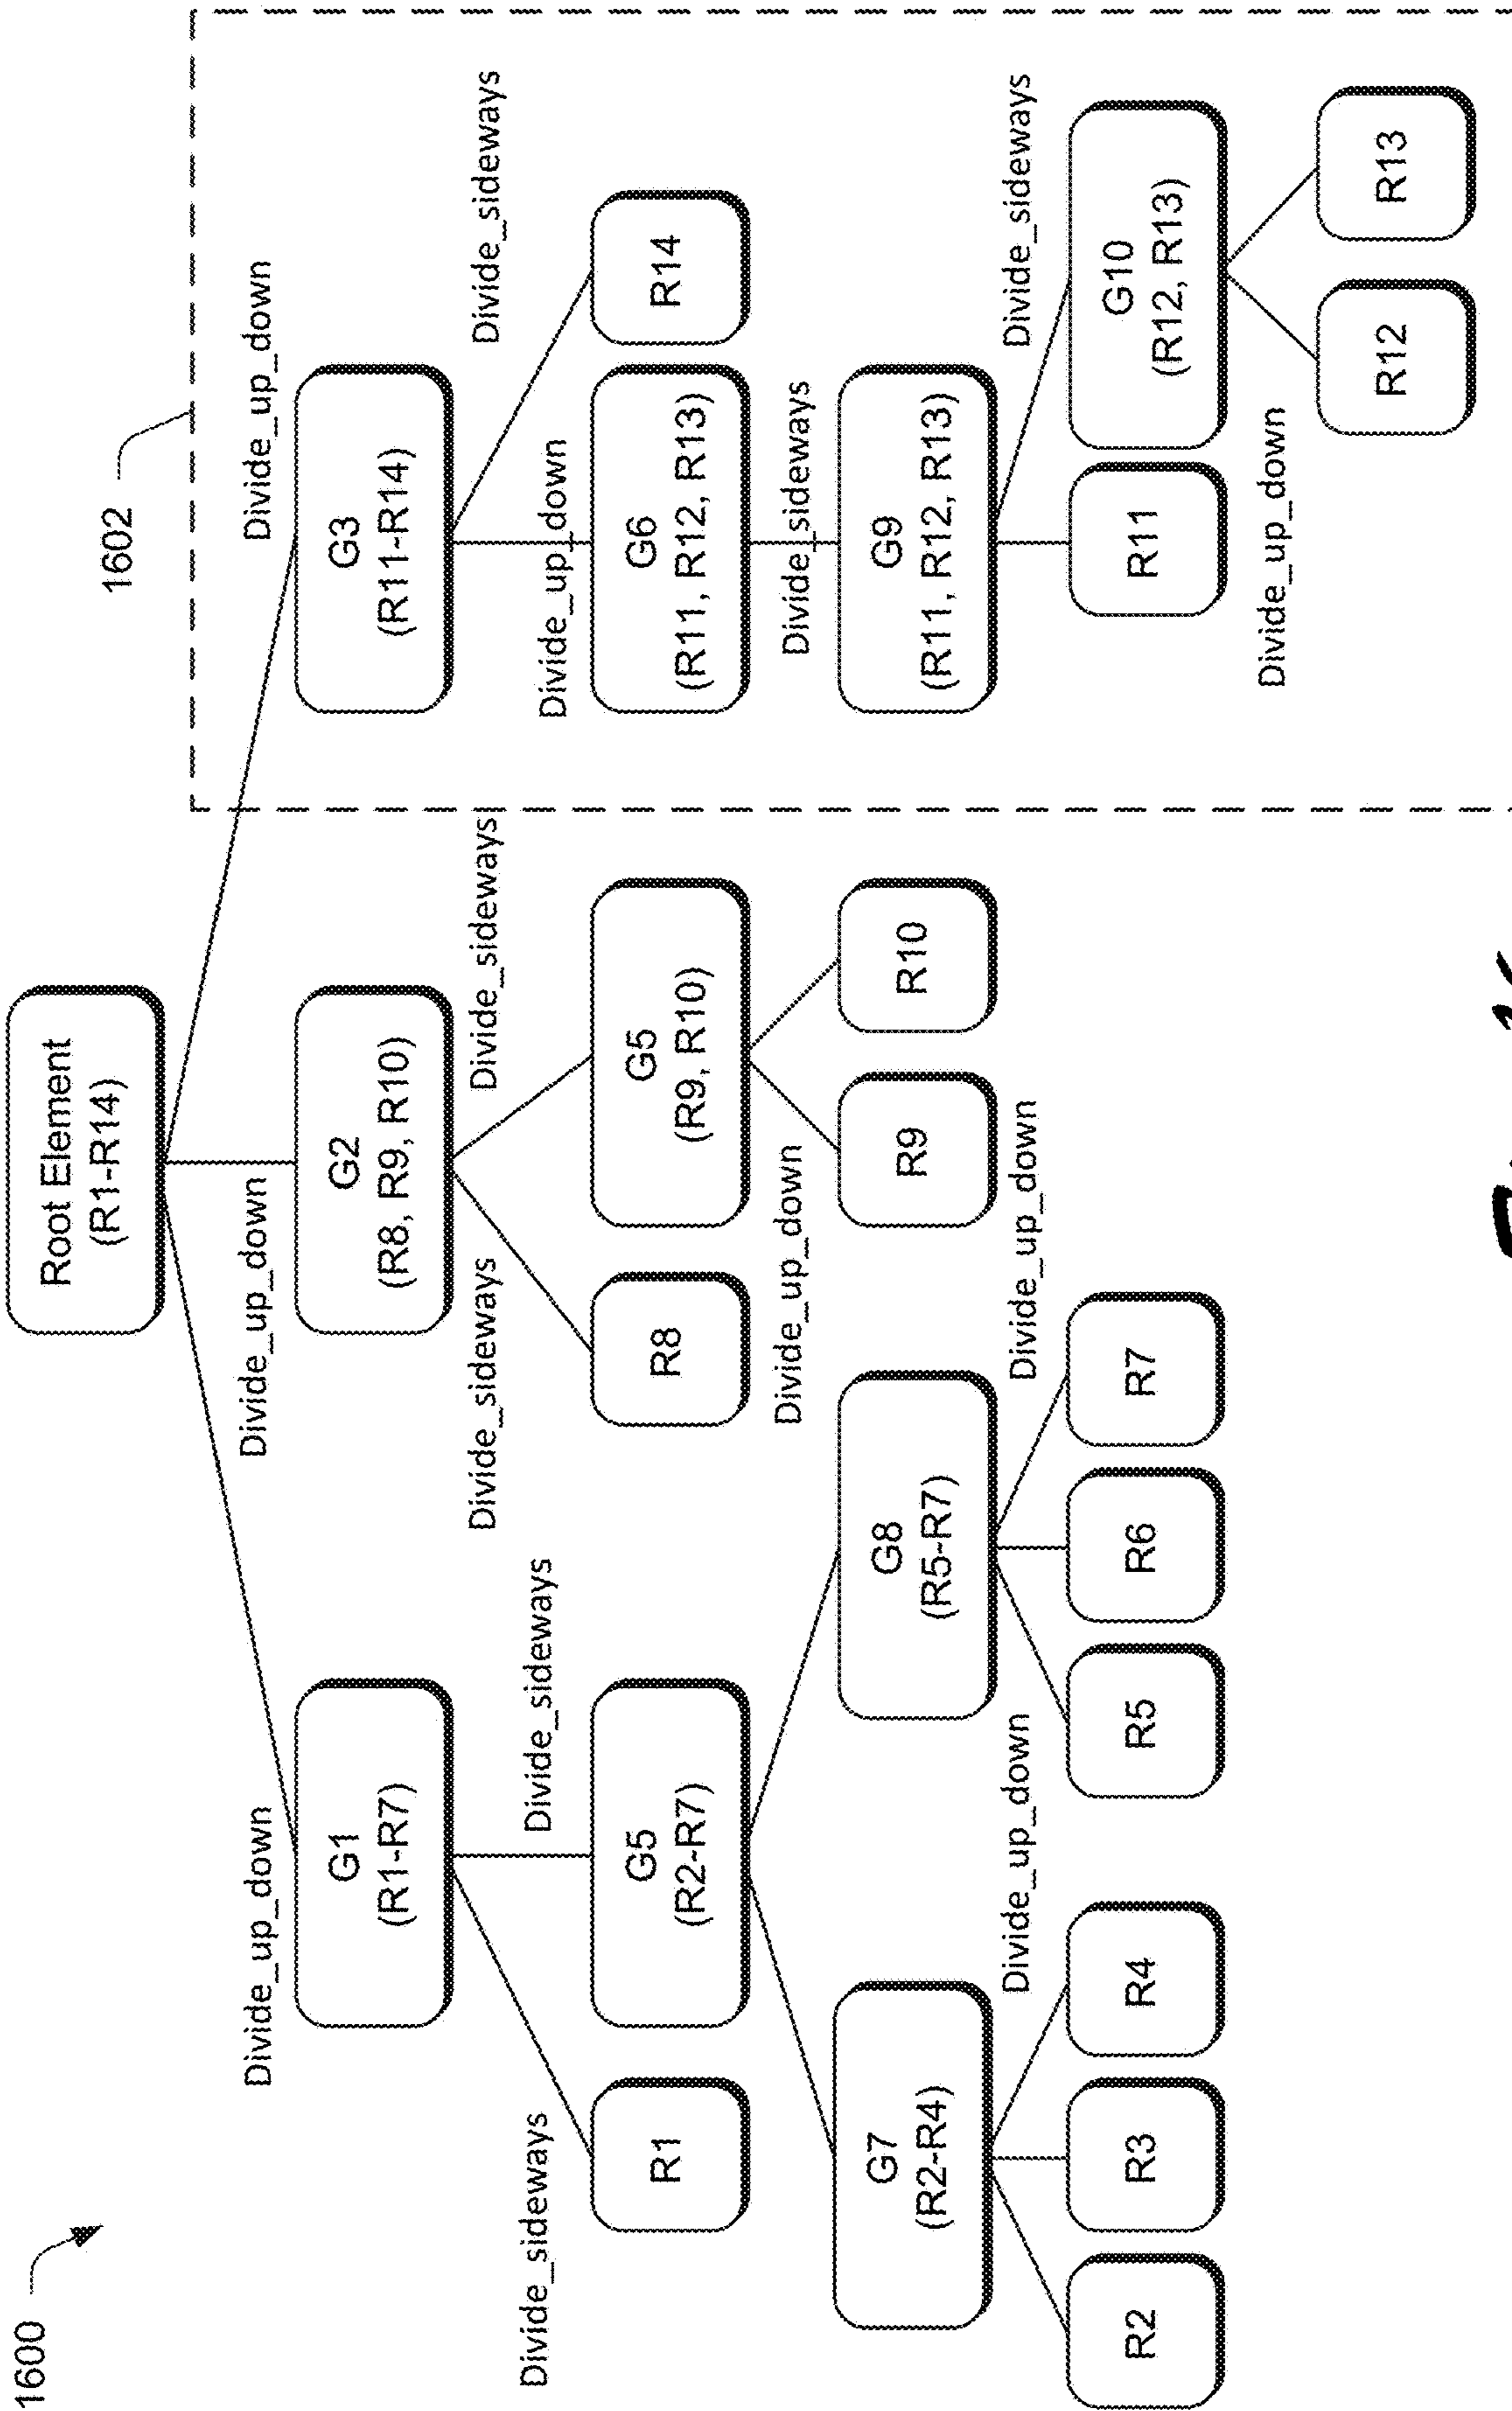 1600
1602
Root Element
(R1-R14)
Divide_up_down
Divide_up_down
Divide_up_down
G1
(R1-R7)
G2
(R8, R9, R10)
G3
(R11-R14)
Divide_sideways
Divide_sideways
Divide_sideways
Divide_sideways
Divide_up_down
Divide_sideways
R1
G5
(R2-R7)
R8
G5
(R9, R10)
G6
(R11, R12, R13)
R14
Divide_up_down
Divide_sideways
G7
(R2-R4)
G8
(R5-R7)
R9
R10
G9
(R11, R12, R13)
Divide_up_down
Divide_up_down
Divide_sideways
R2
R3
R4
R5
R6
R7
R11
G10
(R12, R13)
Divide_up_down
R12
R13